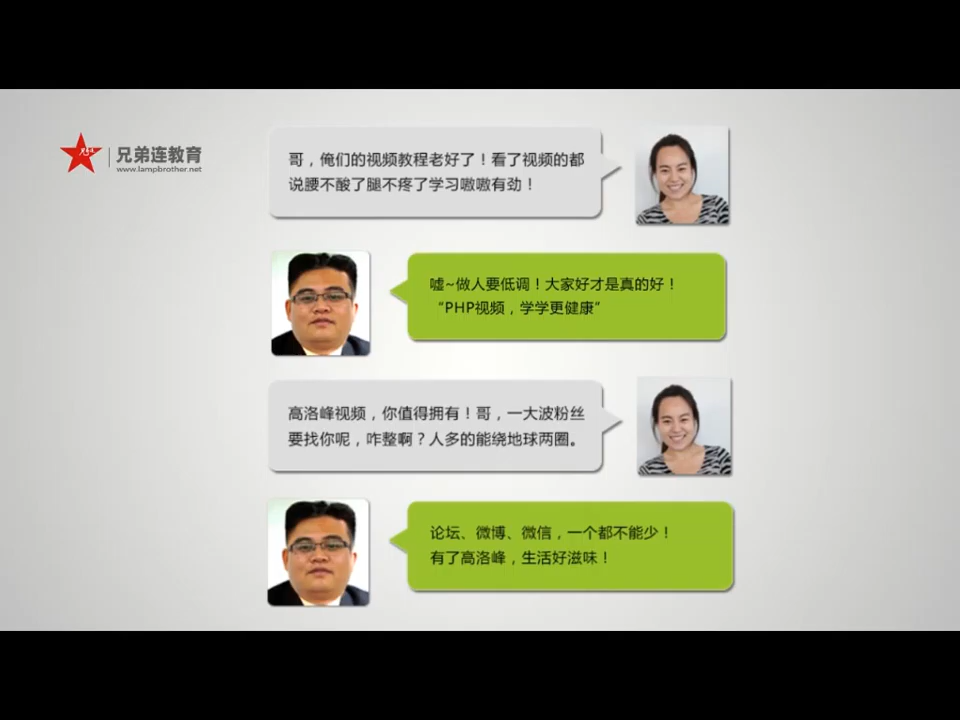 兄弟连教育
www.lampbrother.net
哥，俺们的视频教程老好了！看了视频的都
说腰不酸了腿不疼了学习嗷嗷有劲！
嘘~做人要低调！大家好才是真的好！
“PHP视频，学学更健康”
高洛峰视频，你值得拥有！哥，一大波粉丝
要找你呢，咋整啊？人多的能绕地球两圈。
论坛、微博、微信，一个都不能少！
有了高洛峰，生活好滋味！